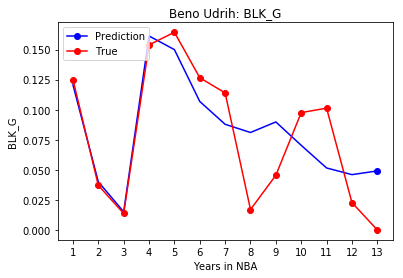 Beno Udrih: BLK_G
Prediction
True
BLK_G
0.150
0.125
0.100
0.075
0.050
0.025
0.000
1 2 3 4 5 6 7 8 9 10 11 12 13
Years in NBA